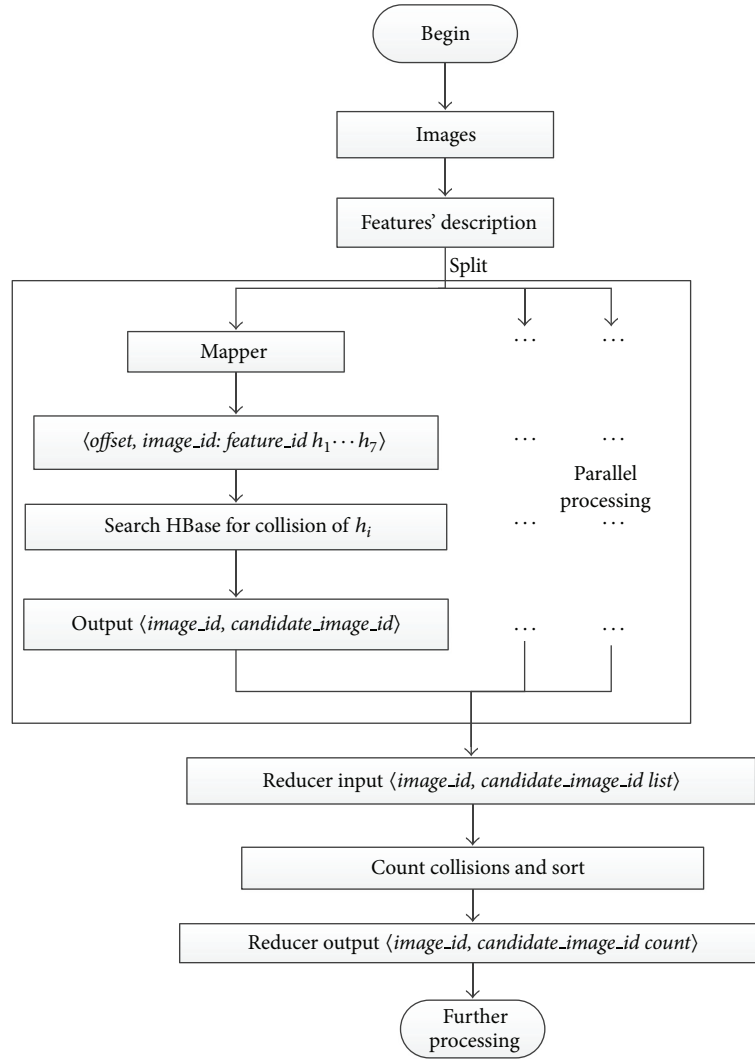 Begin
Images
Features’ description
Split
Mapper
... ...
⟨offset, image_id: feature_id h₁⋯h₇⟩
... ...
Parallel
processing
Search HBase for collision of hᵢ
... ...
Output ⟨image_id, candidate_image_id⟩
... ...
Reducer input ⟨image_id, candidate_image_id list⟩
Count collisions and sort
Reducer output ⟨image_id, candidate_image_id count⟩
Further
processing